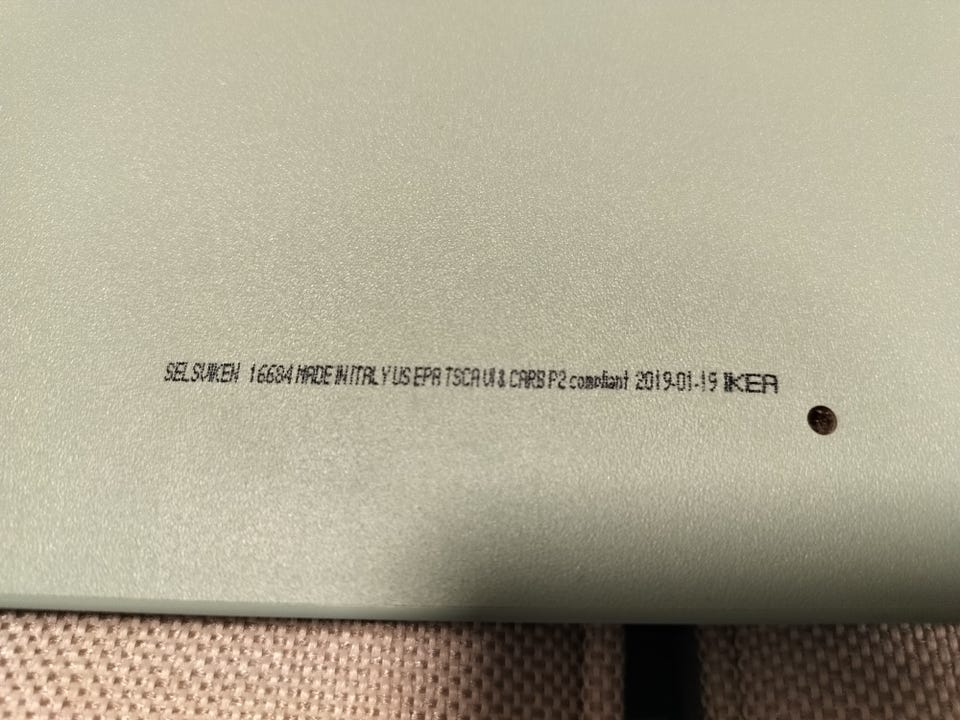 SELSVIKEN 16684 MADE IN ITALY US EPA TSCA VI & CARB P2 compliant 2019-01-19 IKEA